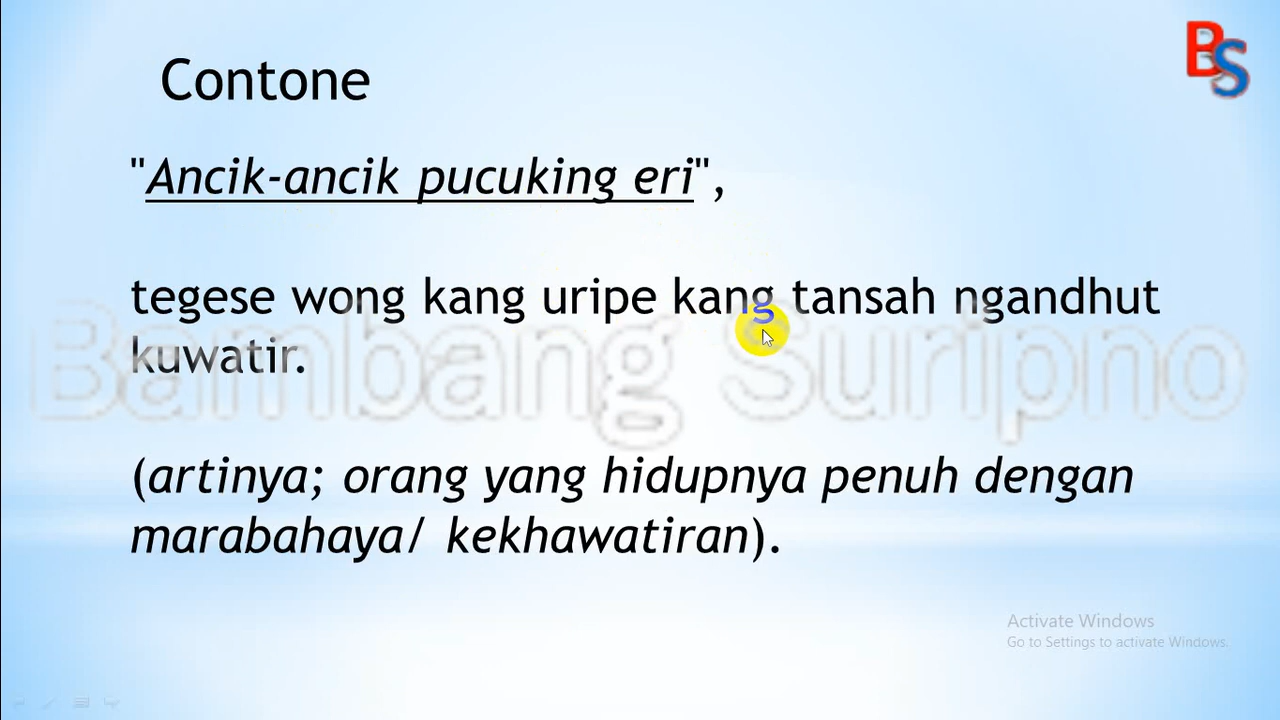 BS
Contone
"Ancik-ancik pucuking eri",
tegese wong kang uripe kang tansah ngandhut
kuwatir.
Bambang Suripno
(artinya; orang yang hidupnya penuh dengan
marabahaya/ kekhawatiran).
Activate Windows
Go to Settings to activate Windows.